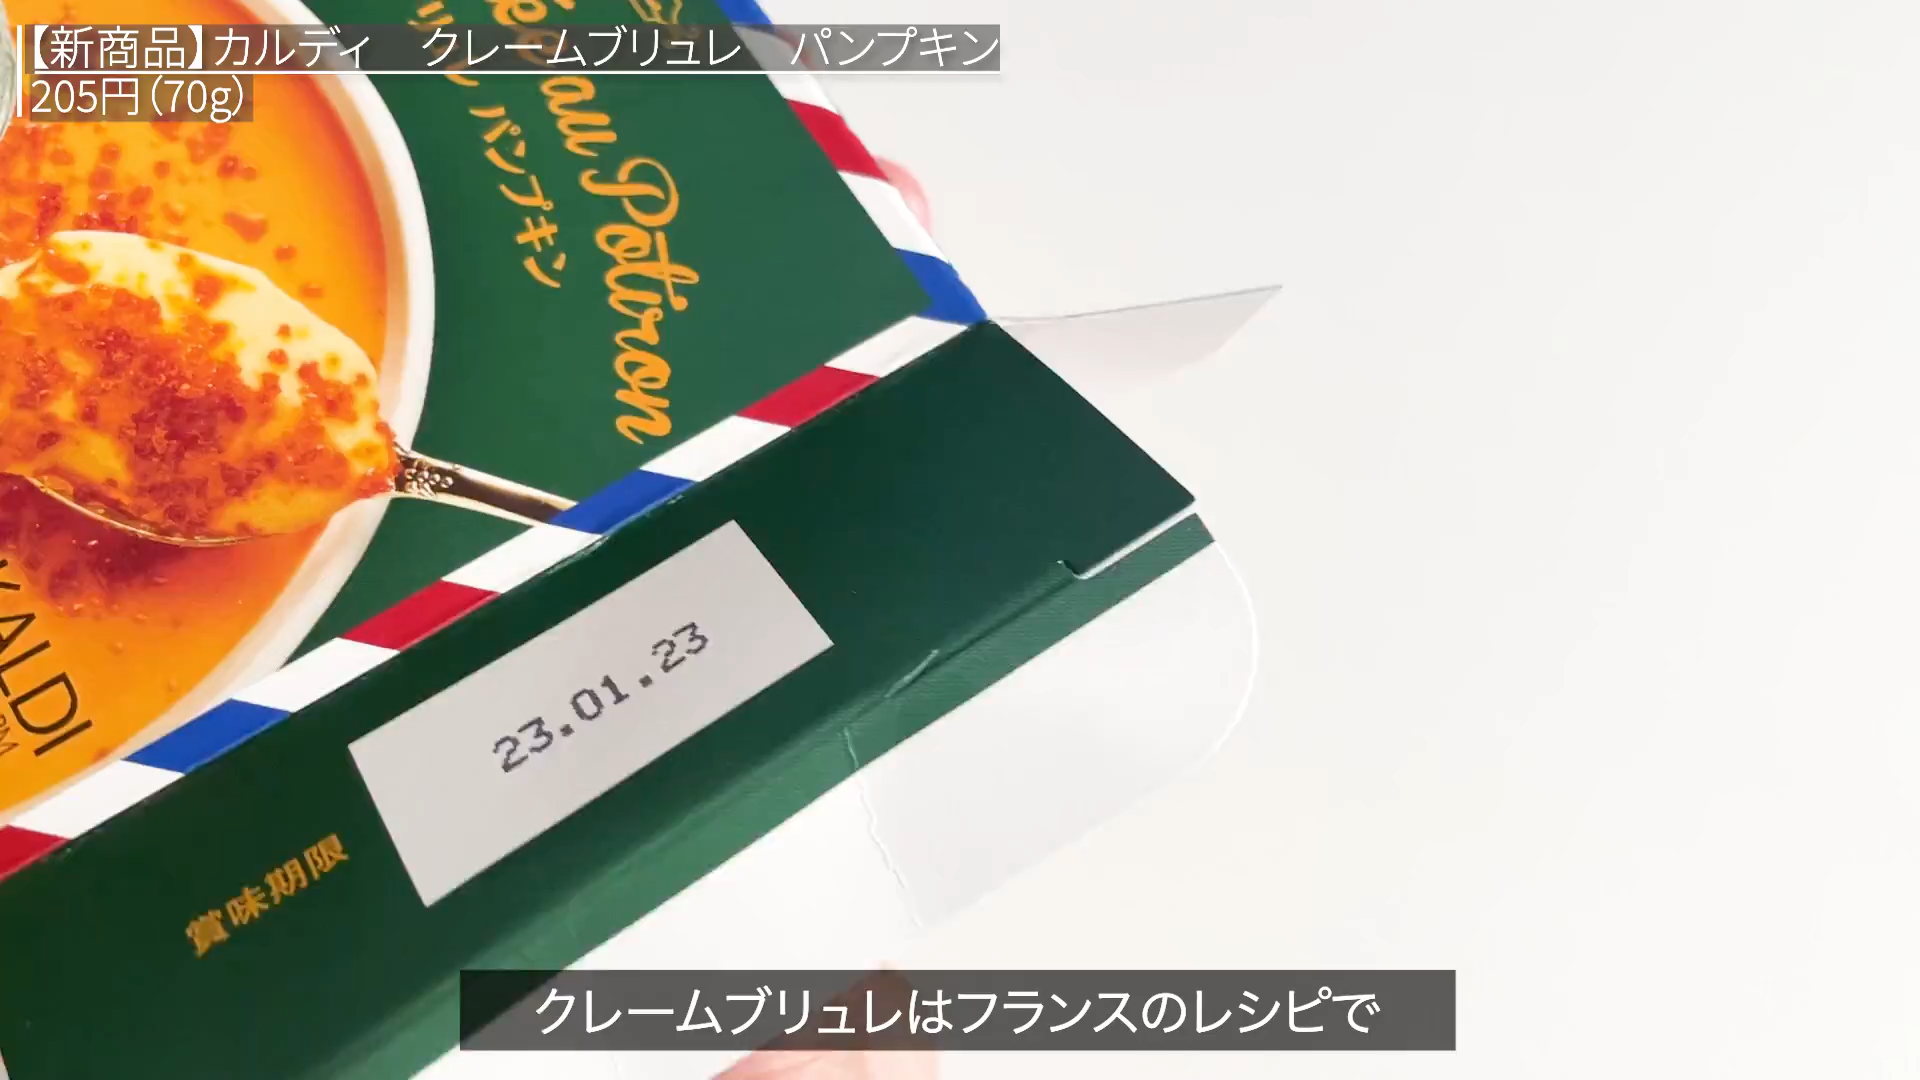 【新商品】カルディ　クレームブリュレ　パンプキン
205円（70g）
au Potiron
パンプキン
KALDI
23.01.23
賞味期限
クレームブリュレはフランスのレシピで